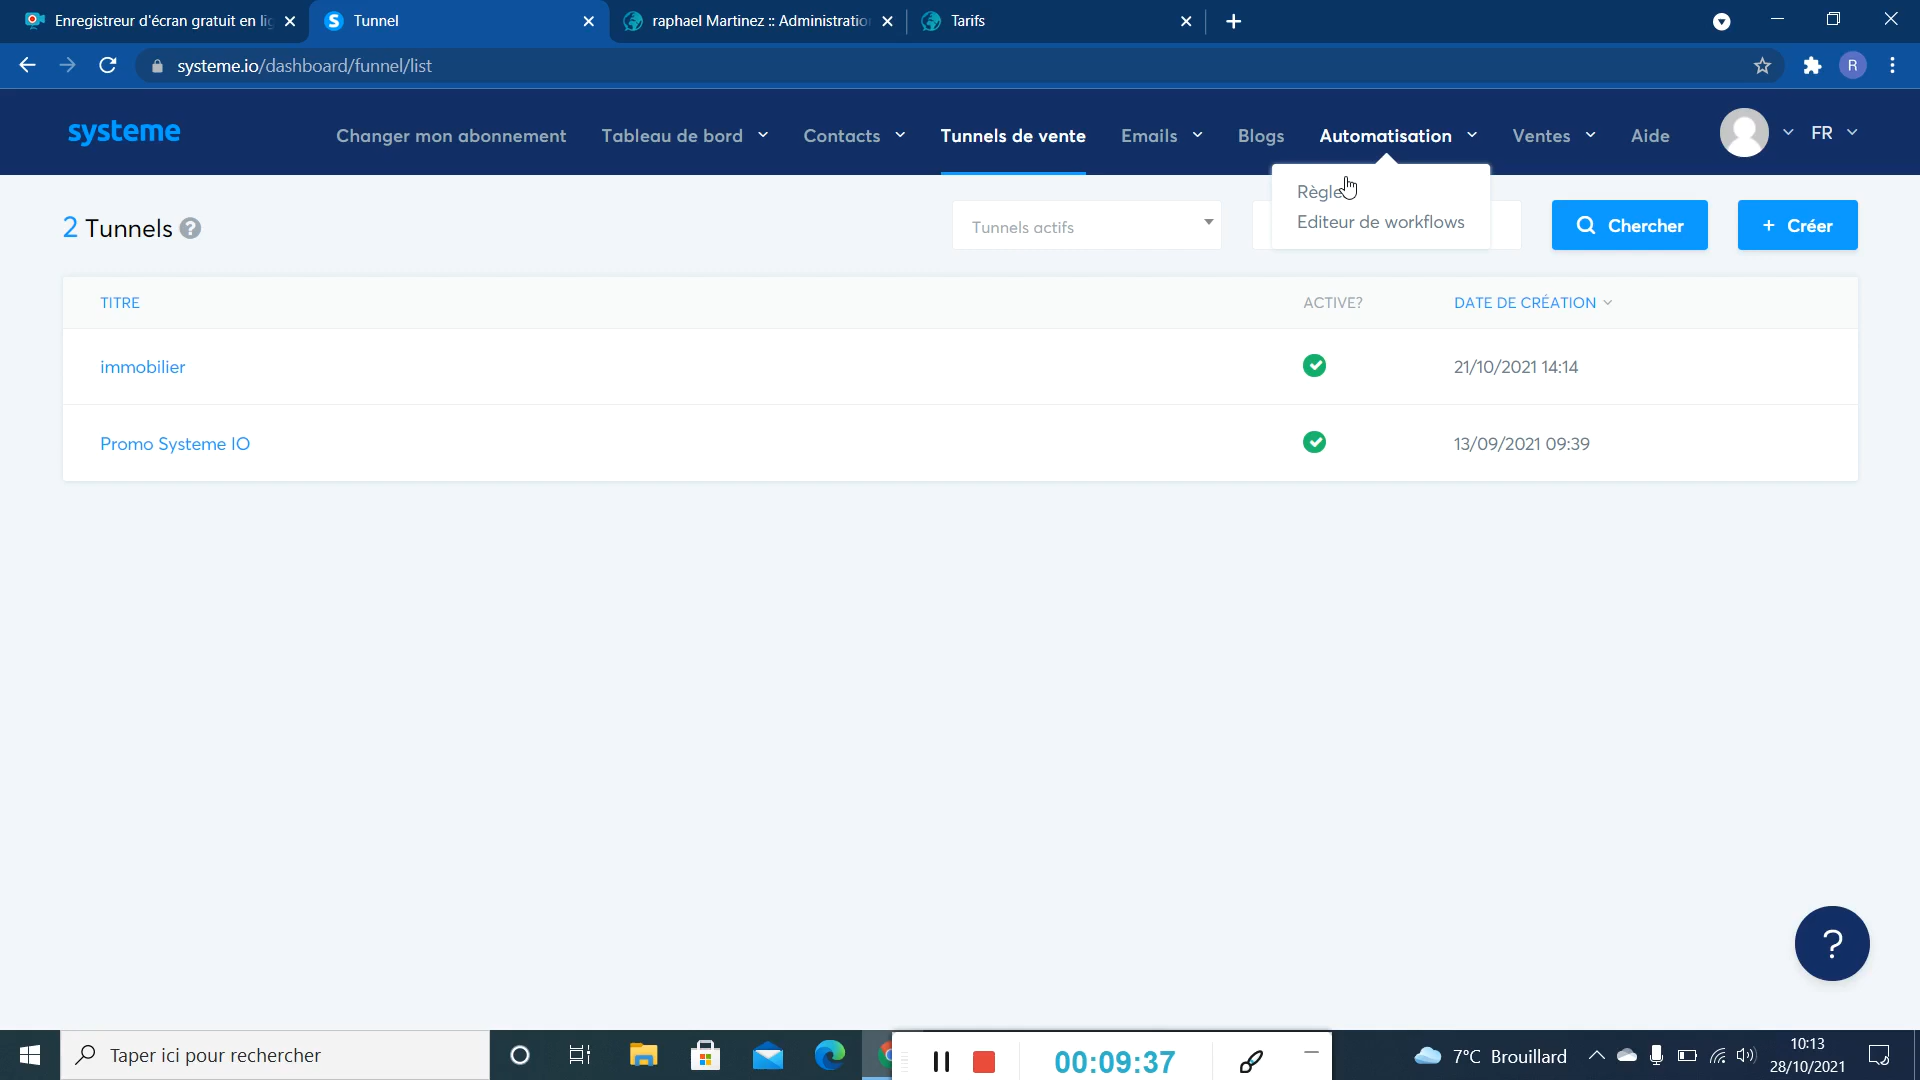 Enregistreur d'écran gratuit en lig
Tunnel
raphael Martinez :: Administration
Tarifs
systeme.io/dashboard/funnel/list
R
systeme
Changer mon abonnement
Tableau de bord
Contacts
Tunnels de vente
Emails
Blogs
Automatisation
Ventes
Aide
FR
Règle
Editeur de workflows
2 Tunnels ?
Tunnels actifs
Chercher
+ Créer
TITRE
ACTIVE?
DATE DE CRÉATION
immobilier
21/10/2021 14:14
Promo Systeme IO
13/09/2021 09:39
?
Taper ici pour rechercher
00:09:37
7°C Brouillard
10:13
28/10/2021